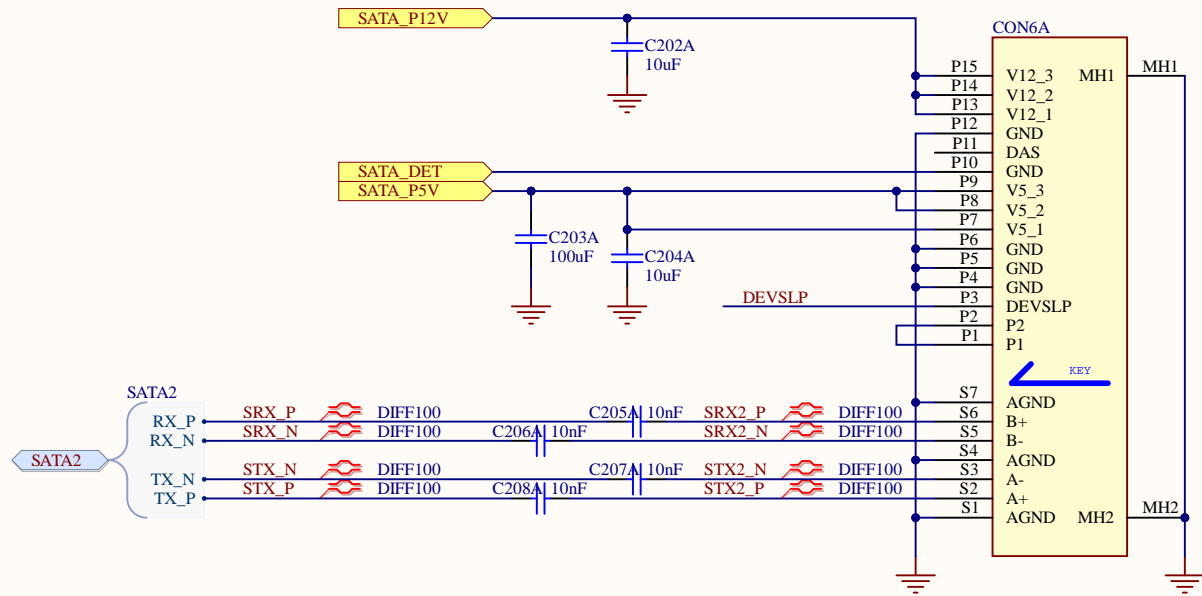 SATA_P12V
CON6A
C202A
10uF
P15 V12_3 MH1 MH1
P14 V12_2
P13 V12_1
P12 GND
P11 DAS
SATA_DET P10 GND
SATA_P5V P9 V5_3
P8 V5_2
P7 V5_1
C203A
100uF
C204A
10uF
P6 GND
P5 GND
P4 GND
DEVSLP P3 DEVSLP
P2 P2
P1 P1
KEY
SATA2
S7 AGND
RX_P SRX_P DIFF100 C205A 10nF SRX2_P DIFF100 S6 B+
RX_N SRX_N DIFF100 C206A 10nF SRX2_N DIFF100 S5 B-
SATA2 S4 AGND
TX_N STX_N DIFF100 C207A 10nF STX2_N DIFF100 S3 A-
TX_P STX_P DIFF100 C208A 10nF STX2_P DIFF100 S2 A+
S1 AGND MH2 MH2